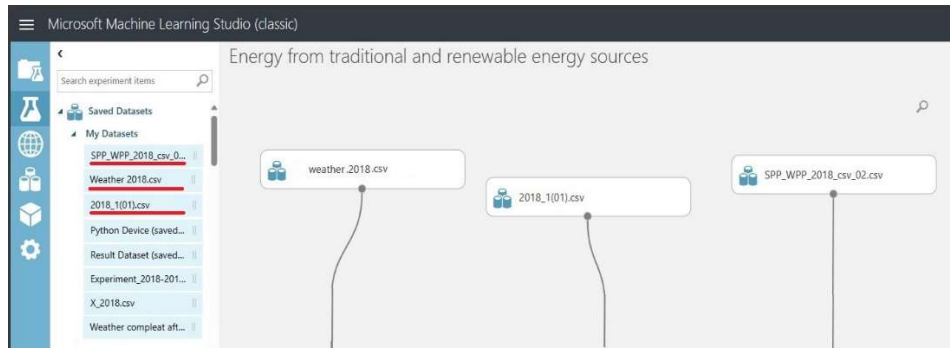 Microsoft Machine Learning Studio (classic)
Energy from traditional and renewable energy sources
Search experiment items
Saved Datasets
My Datasets
SPP_WPP_2018_csv_0...
Weather 2018.csv
2018_1(01).csv
Python Device (saved...
Result Dataset (saved...
Experiment_2018-201...
X_2018.csv
Weather compleat aft...
weather.2018.csv
2018_1(01).csv
SPP_WPP_2018_csv_02.csv